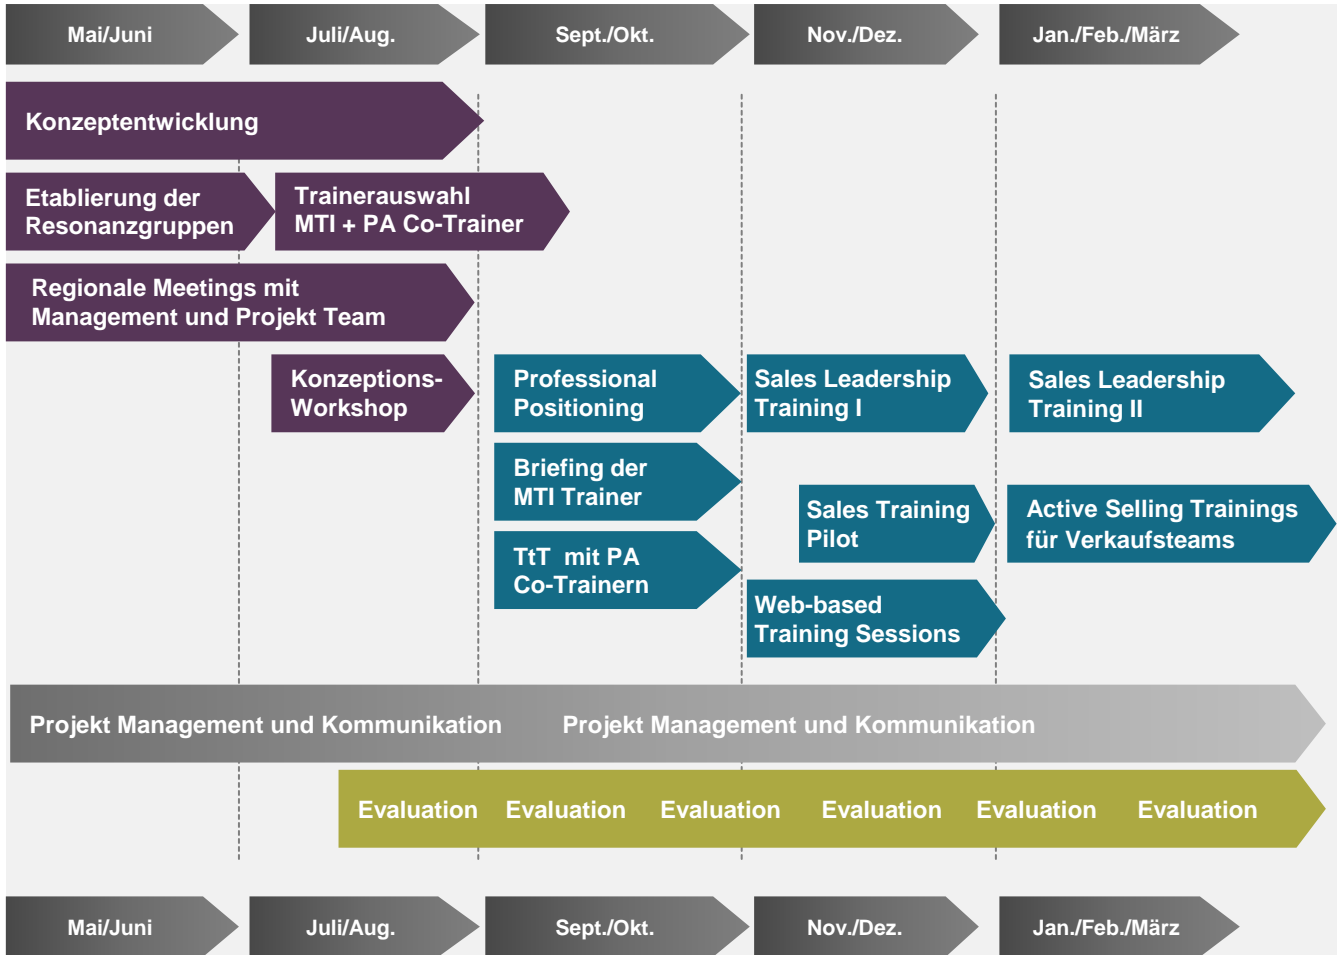 Mai/Juni
Juli/Aug.
Sept./Okt.
Nov./Dez.
Jan./Feb./März
Konzeptentwicklung
Etablierung der
Resonanzgruppen
Trainerauswahl
MTI + PA Co-Trainer
Regionale Meetings mit
Management und Projekt Team
Konzeptions-
Workshop
Professional
Positioning
Sales Leadership
Training I
Sales Leadership
Training II
Briefing der
MTI Trainer
Sales Training
Pilot
Active Selling Trainings
für Verkaufsteams
TtT mit PA
Co-Trainern
Web-based
Training Sessions
Projekt Management und Kommunikation
Projekt Management und Kommunikation
Evaluation
Evaluation
Evaluation
Evaluation
Evaluation
Evaluation
Mai/Juni
Juli/Aug.
Sept./Okt.
Nov./Dez.
Jan./Feb./März